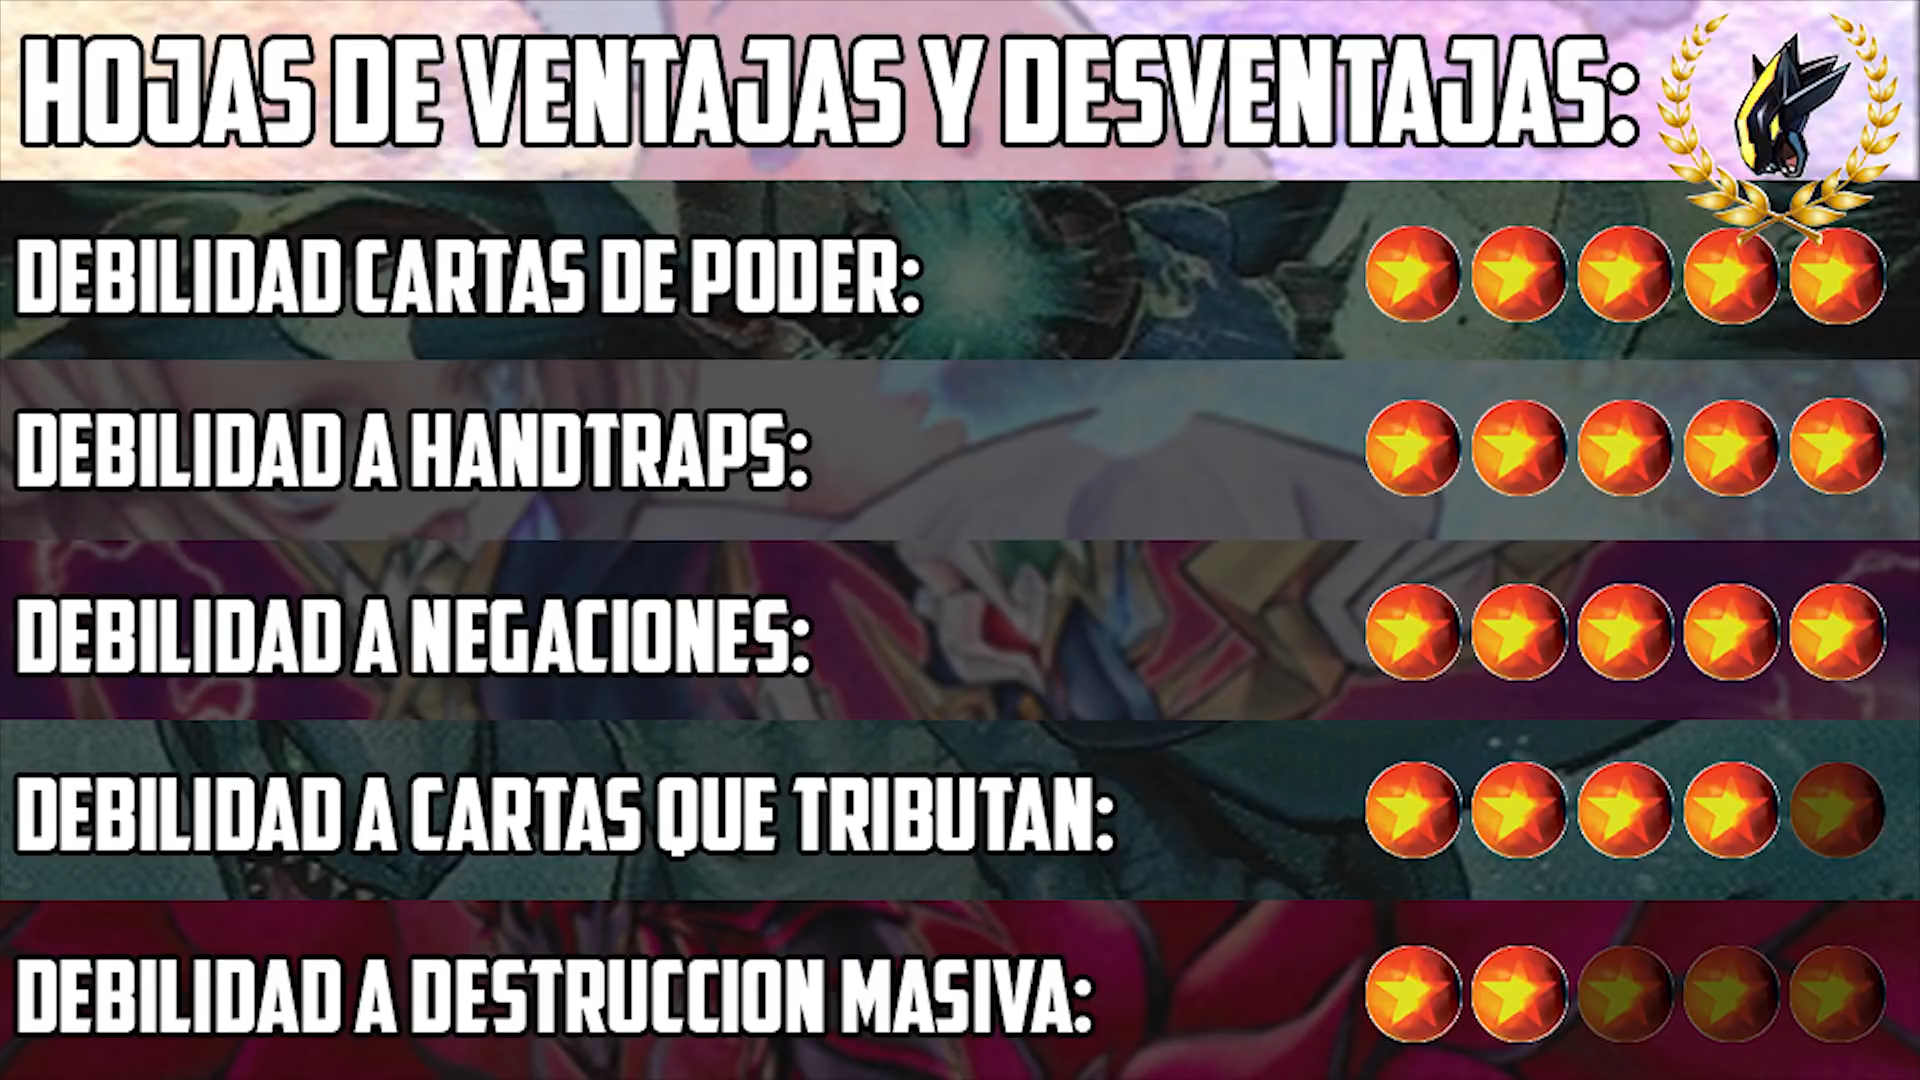 HOJAS DE VENTAJAS Y DESVENTAJAS:
DEBILIDAD CARTAS DE PODER:
DEBILIDAD A HANDTRAPS:
DEBILIDAD A NEGACIONES:
DEBILIDAD A CARTAS QUE TRIBUTAN:
DEBILIDAD A DESTRUCCION MASIVA: